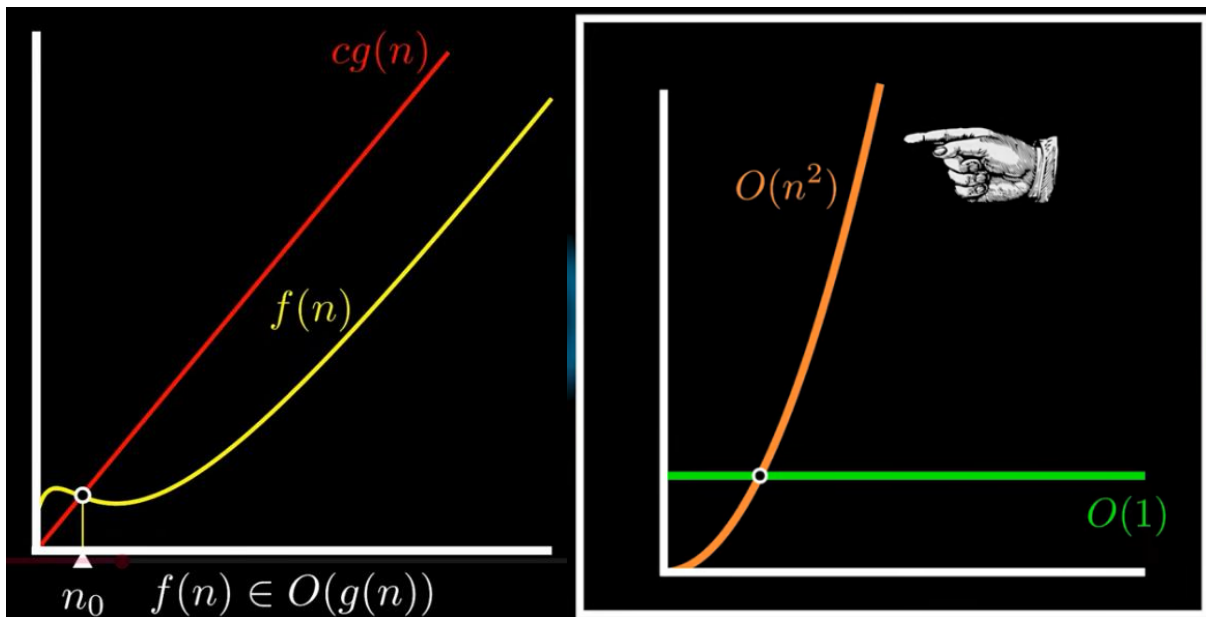 cg(n)
f(n)
n₀ f(n) ∈ O(g(n))
O(n²)
O(1)